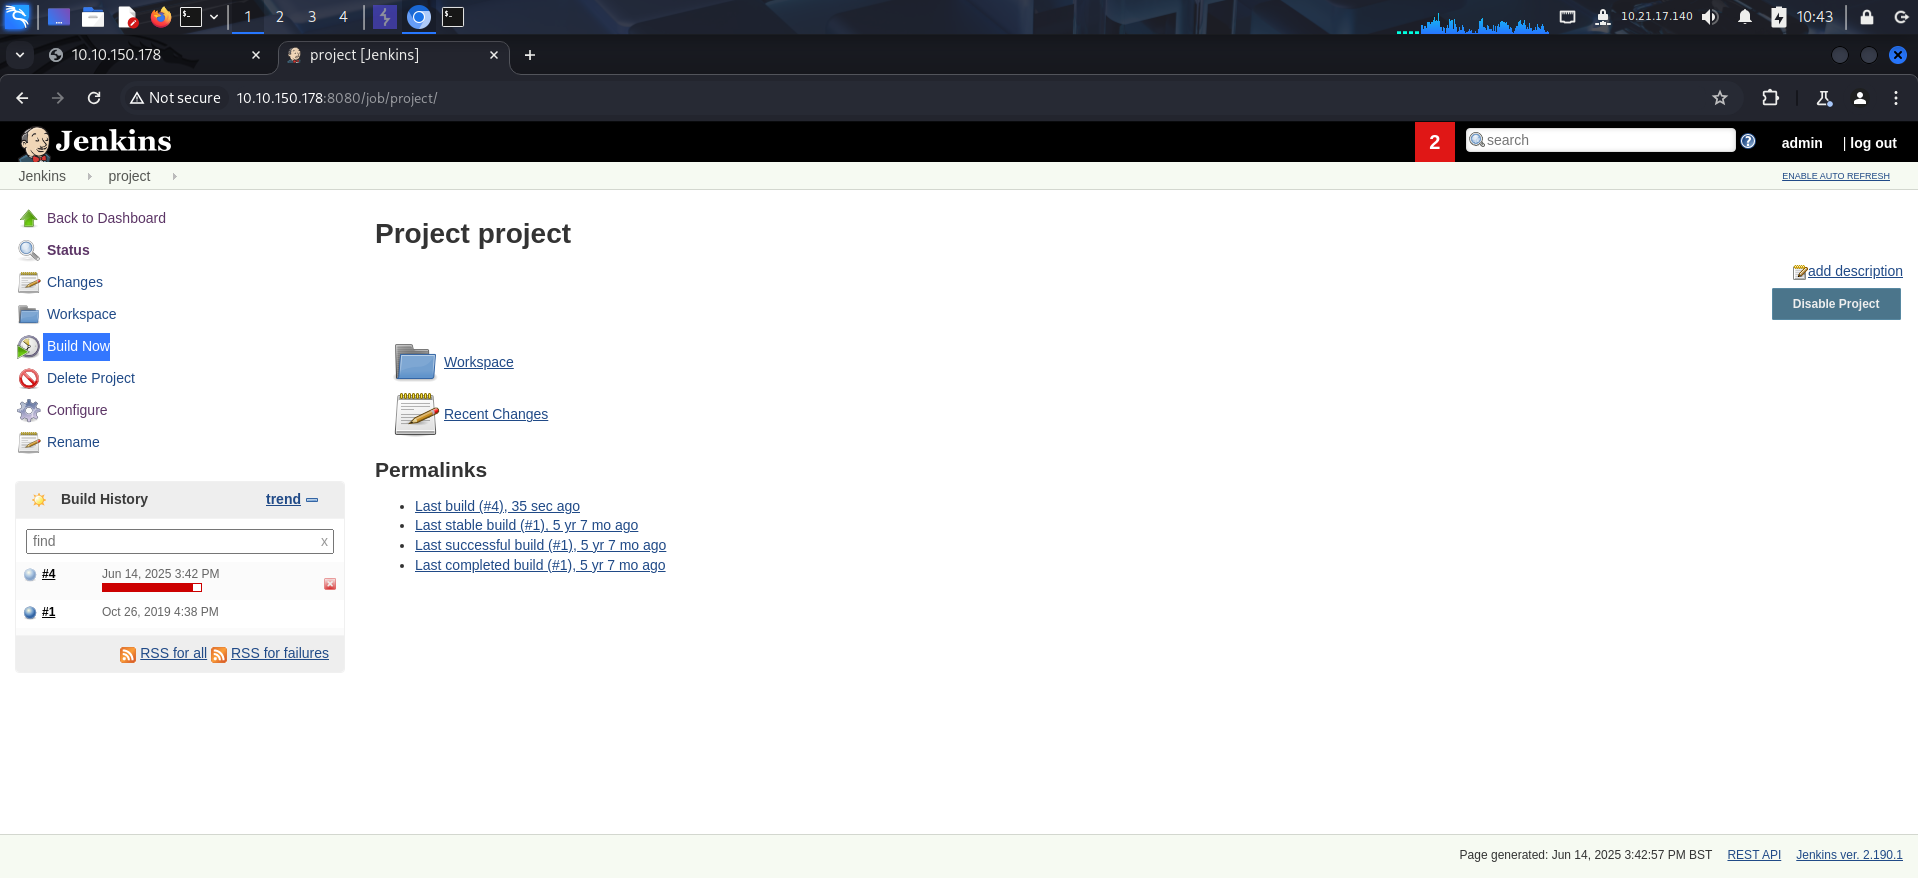 1 2 3 4 10.21.17.140 10:43
10.10.150.178 project [Jenkins]
Not secure 10.10.150.178:8080/job/project/
Jenkins 2 search admin | log out
Jenkins project ENABLE AUTO REFRESH
Back to Dashboard
Status
Changes
Workspace
Build Now
Delete Project
Configure
Rename
Build History trend
find x
#4 Jun 14, 2025 3:42 PM
#1 Oct 26, 2019 4:38 PM
RSS for all RSS for failures
Project project
add description
Disable Project
Workspace
Recent Changes
Permalinks
Last build (#4), 35 sec ago
Last stable build (#1), 5 yr 7 mo ago
Last successful build (#1), 5 yr 7 mo ago
Last completed build (#1), 5 yr 7 mo ago
Page generated: Jun 14, 2025 3:42:57 PM BST REST API Jenkins ver. 2.190.1